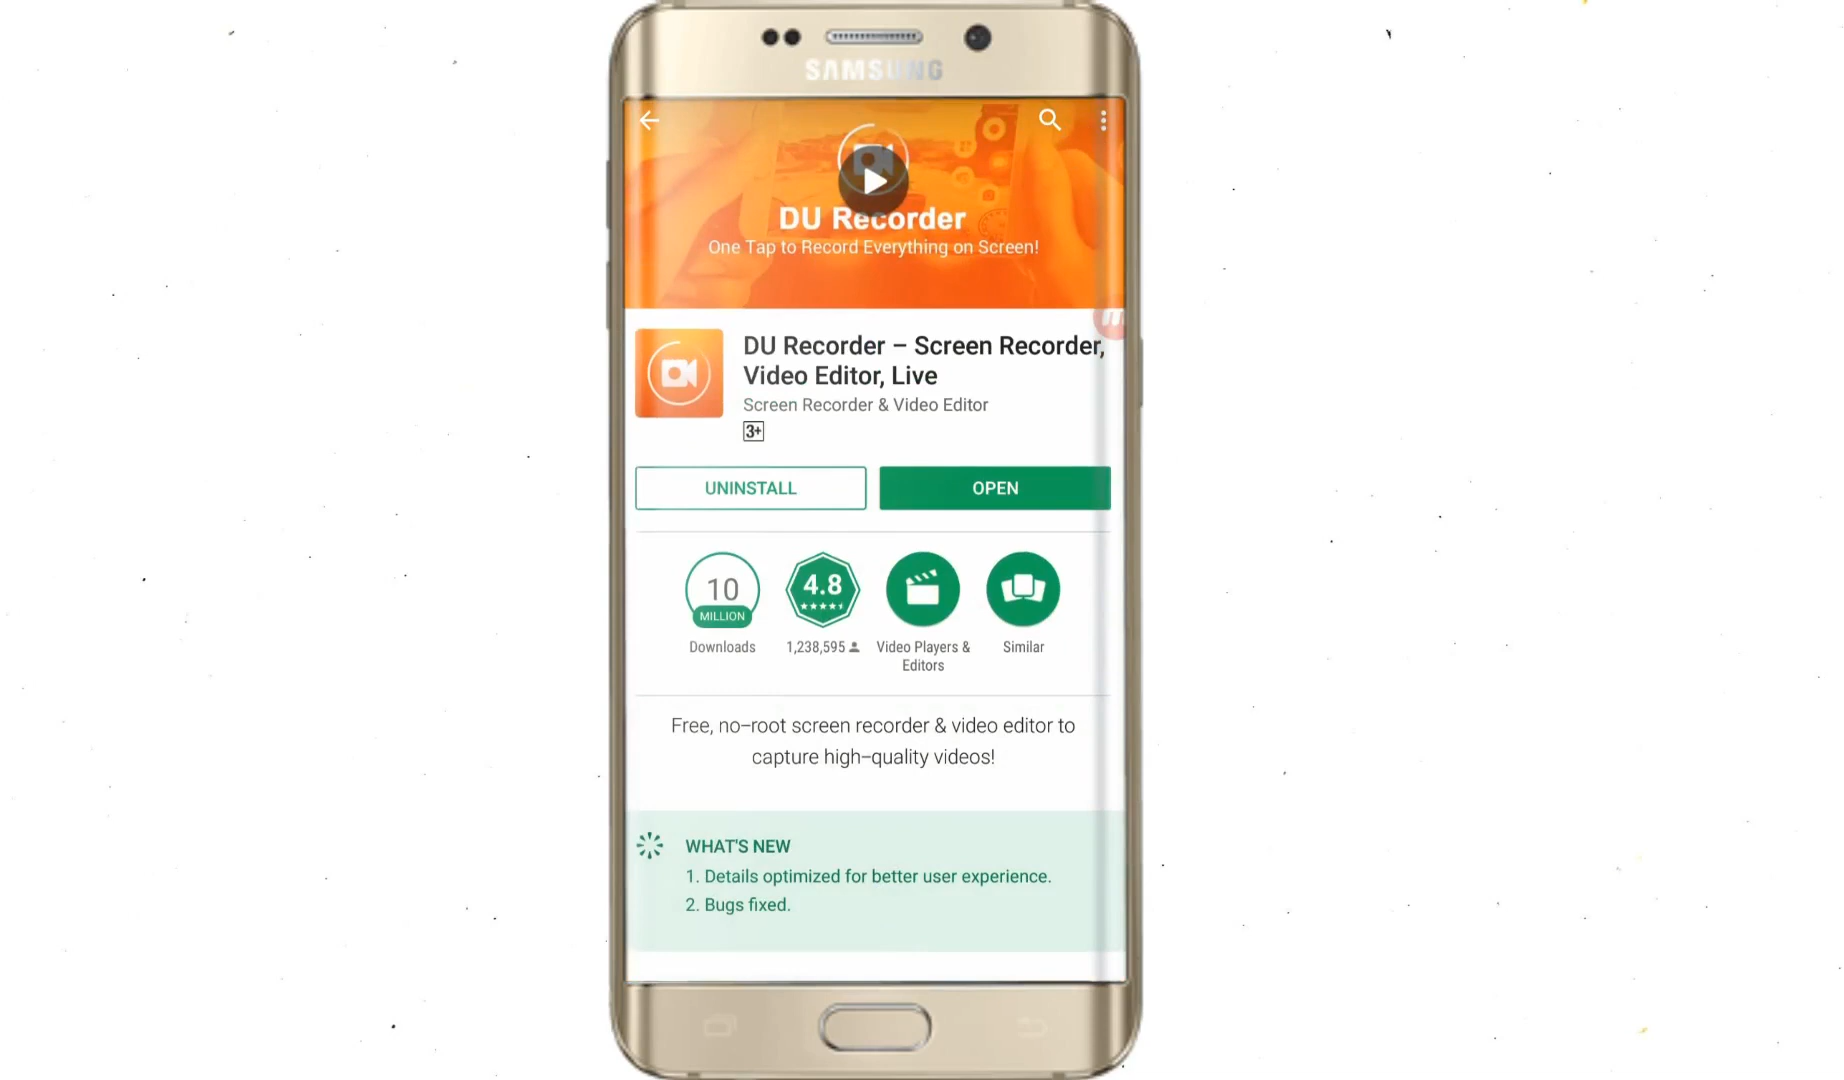 SAMSUNG
DU Recorder
One Tap to Record Everything on Screen!
DU Recorder – Screen Recorder,
Video Editor, Live
Screen Recorder & Video Editor
3+
UNINSTALL
OPEN
10
MILLION
Downloads
4.8
1,238,595
Video Players &
Editors
Similar
Free, no-root screen recorder & video editor to
capture high-quality videos!
WHAT'S NEW
1. Details optimized for better user experience.
2. Bugs fixed.